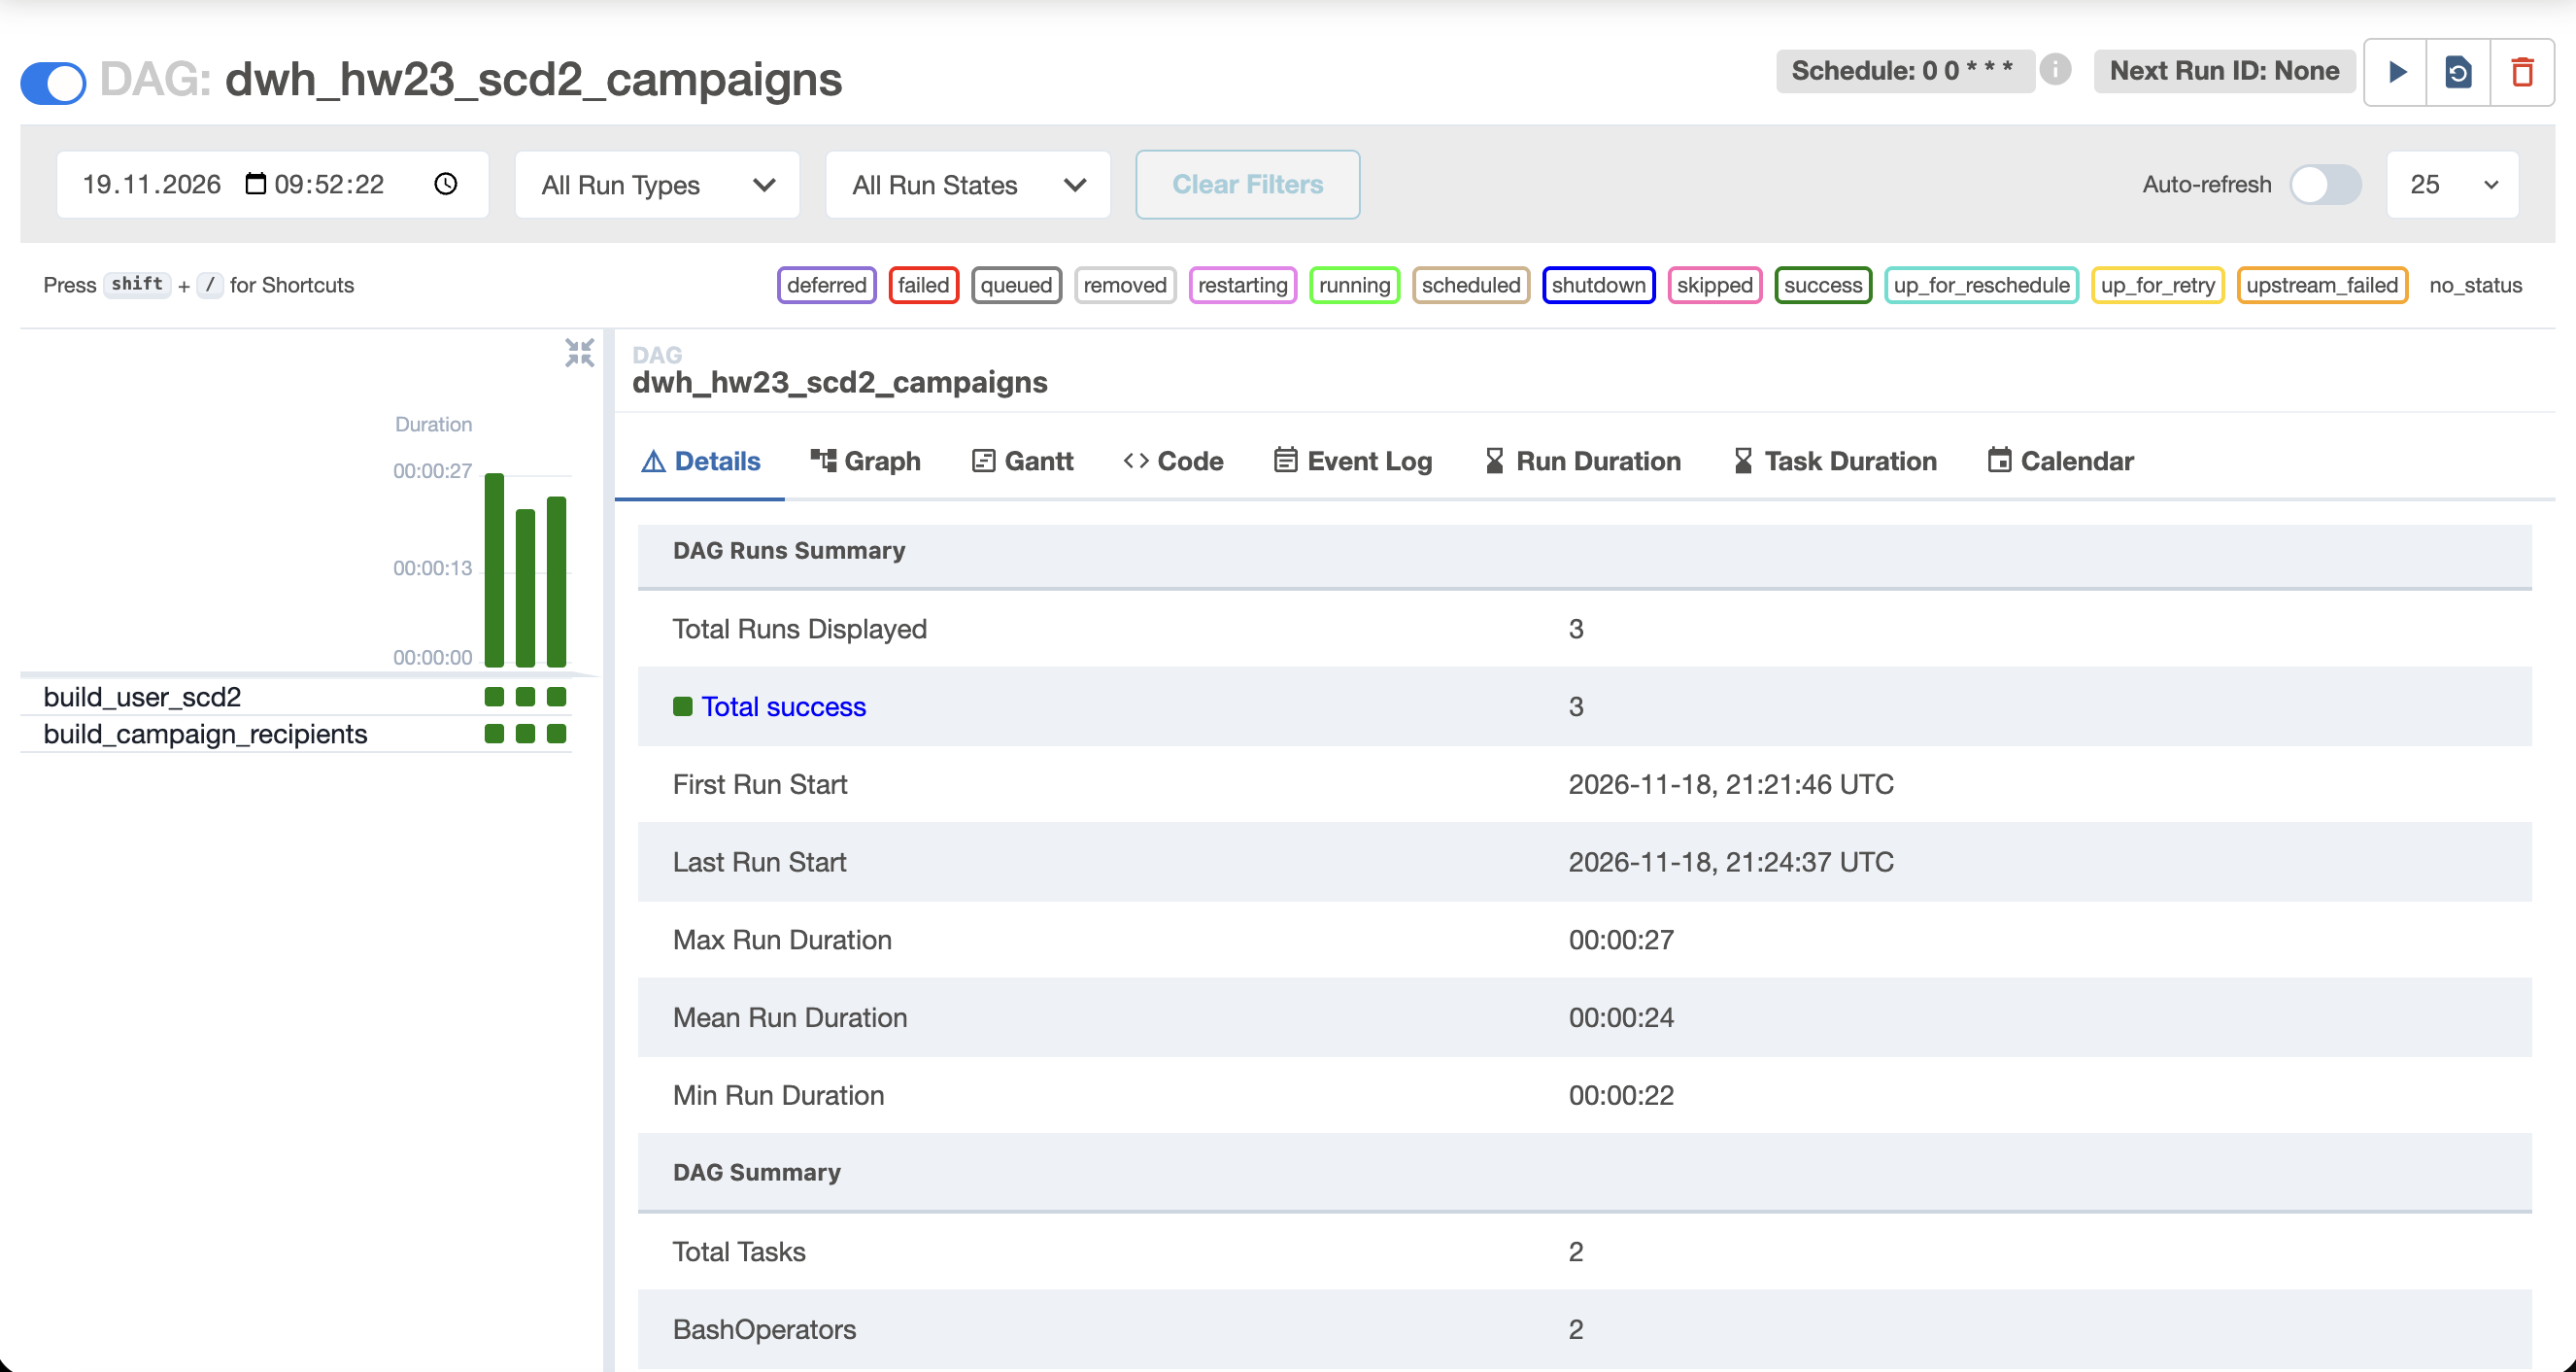 DAG: dwh_hw23_scd2_campaigns
Schedule: 0 0 * * *
Next Run ID: None
19.11.2026 09:52:22
All Run Types
All Run States
Clear Filters
Auto-refresh
25
Press shift + / for Shortcuts
deferred failed queued removed restarting running scheduled shutdown skipped success up_for_reschedule up_for_retry upstream_failed no_status
Duration
00:00:27
00:00:13
00:00:00
build_user_scd2
build_campaign_recipients
DAG
dwh_hw23_scd2_campaigns
Details Graph Gantt Code Event Log Run Duration Task Duration Calendar
DAG Runs Summary
Total Runs Displayed 3
Total success 3
First Run Start 2026-11-18, 21:21:46 UTC
Last Run Start 2026-11-18, 21:24:37 UTC
Max Run Duration 00:00:27
Mean Run Duration 00:00:24
Min Run Duration 00:00:22
DAG Summary
Total Tasks 2
BashOperators 2